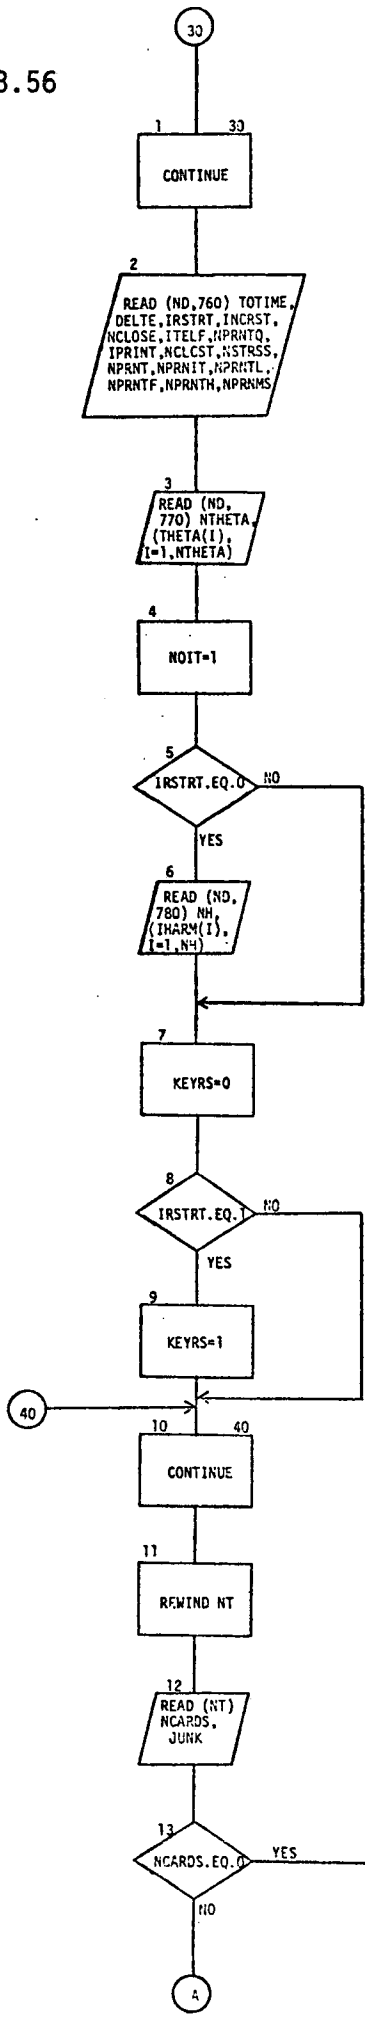 30
3.56
1 30
CONTINUE
2
READ (ND,760) TOTIME,
DELTE,IRSTRT,INCRST,
NCLOSE,ITELF,NPRNTQ,
IPRINT,NCLCST,NSTRSS,
NPRNT,NPRNIT,NPRNTL,
NPRNTF,NPRNTH,NPRNMS
3
READ (ND,
770) NTHETA,
(THETA(I),
I=1,NTHETA)
4
NOIT=1
5
IRSTRT.EQ.0
NO
YES
6
READ (ND,
780) NH,
(IHARM(I),
I=1,NH)
7
KEYRS=0
8
IRSTRT.EQ.1
NO
YES
9
KEYRS=1
40
10 40
CONTINUE
11
REWIND NT
12
READ (NT)
NCARDS,
JUNK
13
NCARDS.EQ.0
YES
NO
A